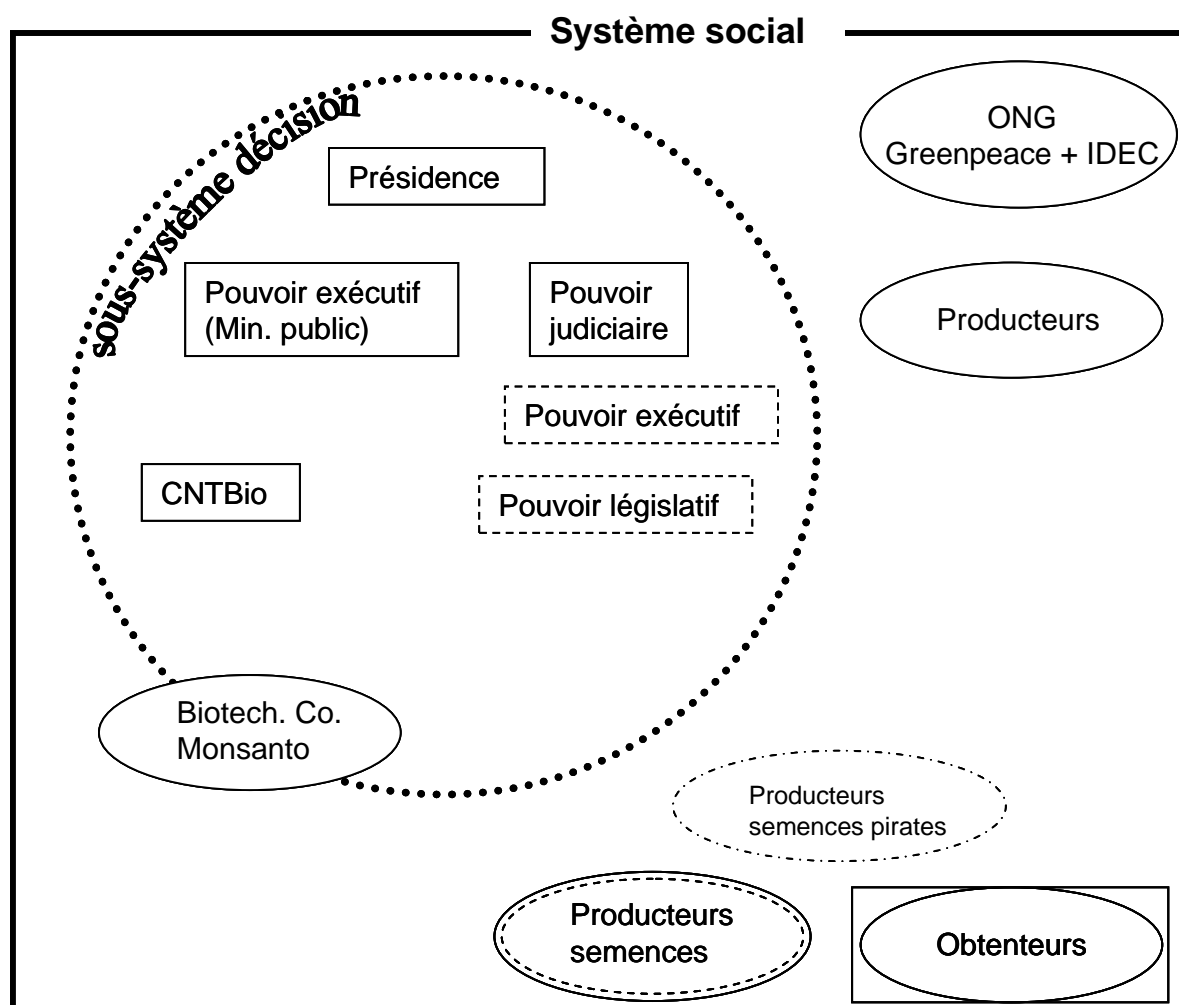 Système social
sous-système décision
ONG
Greenpeace + IDEC
Présidence
Pouvoir exécutif
(Min. public)
Pouvoir
judiciaire
Producteurs
Pouvoir exécutif
CNTBio
Pouvoir législatif
Biotech. Co.
Monsanto
Producteurs
semences pirates
Producteurs
semences
Obtenteurs